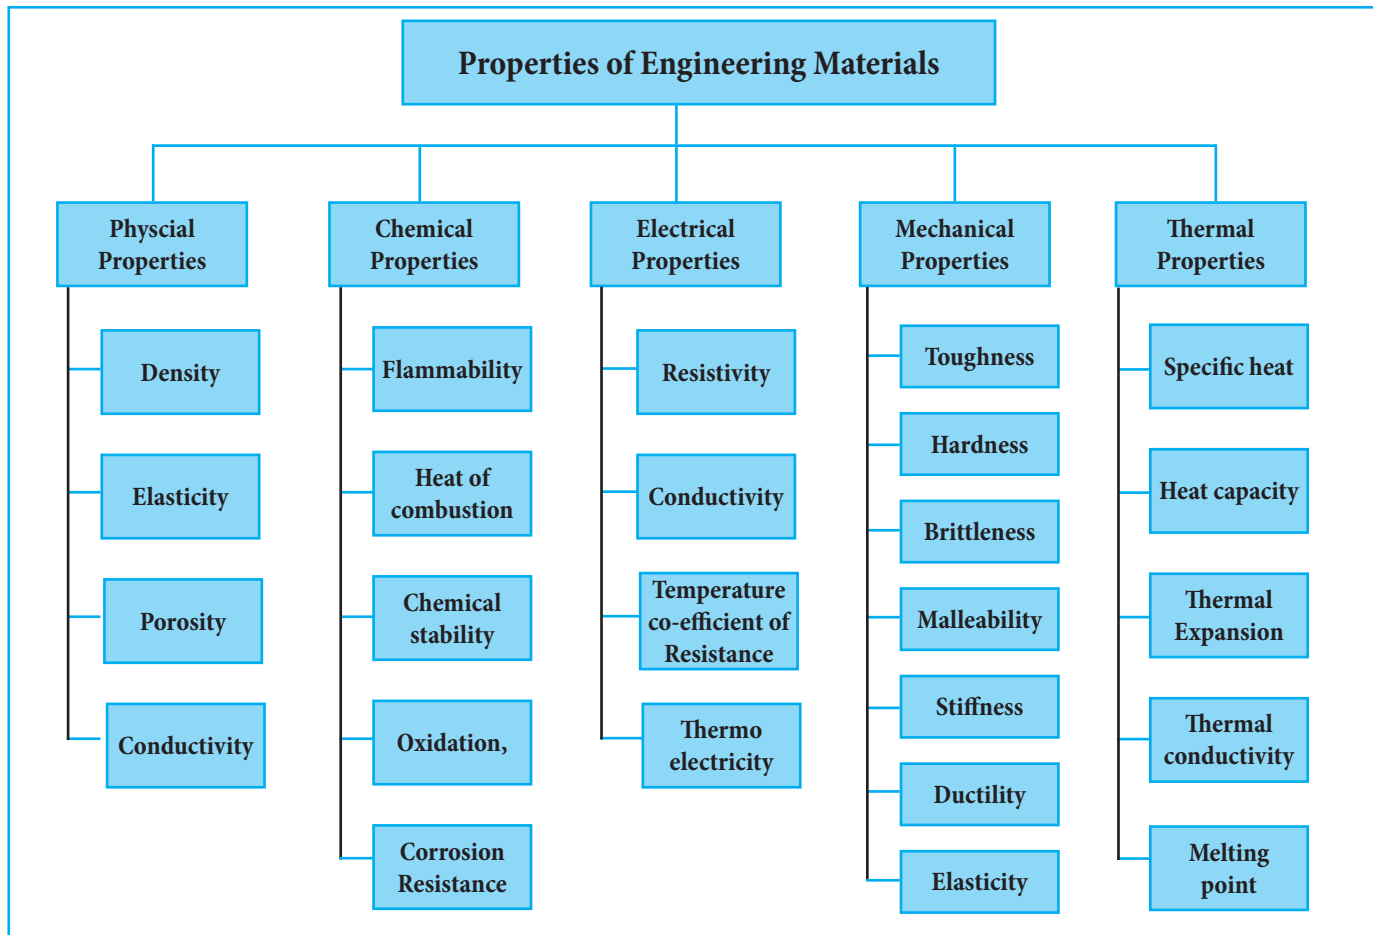 Properties of Engineering Materials
Physcial
Properties
Density
Elasticity
Porosity
Conductivity
Chemical
Properties
Flammability
Heat of
combustion
Chemical
stability
Oxidation,
Corrosion
Resistance
Electrical
Properties
Resistivity
Conductivity
Temperature
co-efficient of
Resistance
Thermo
electricity
Mechanical
Properties
Toughness
Hardness
Brittleness
Malleability
Stiffness
Ductility
Elasticity
Thermal
Properties
Specific heat
Heat capacity
Thermal
Expansion
Thermal
conductivity
Melting
point